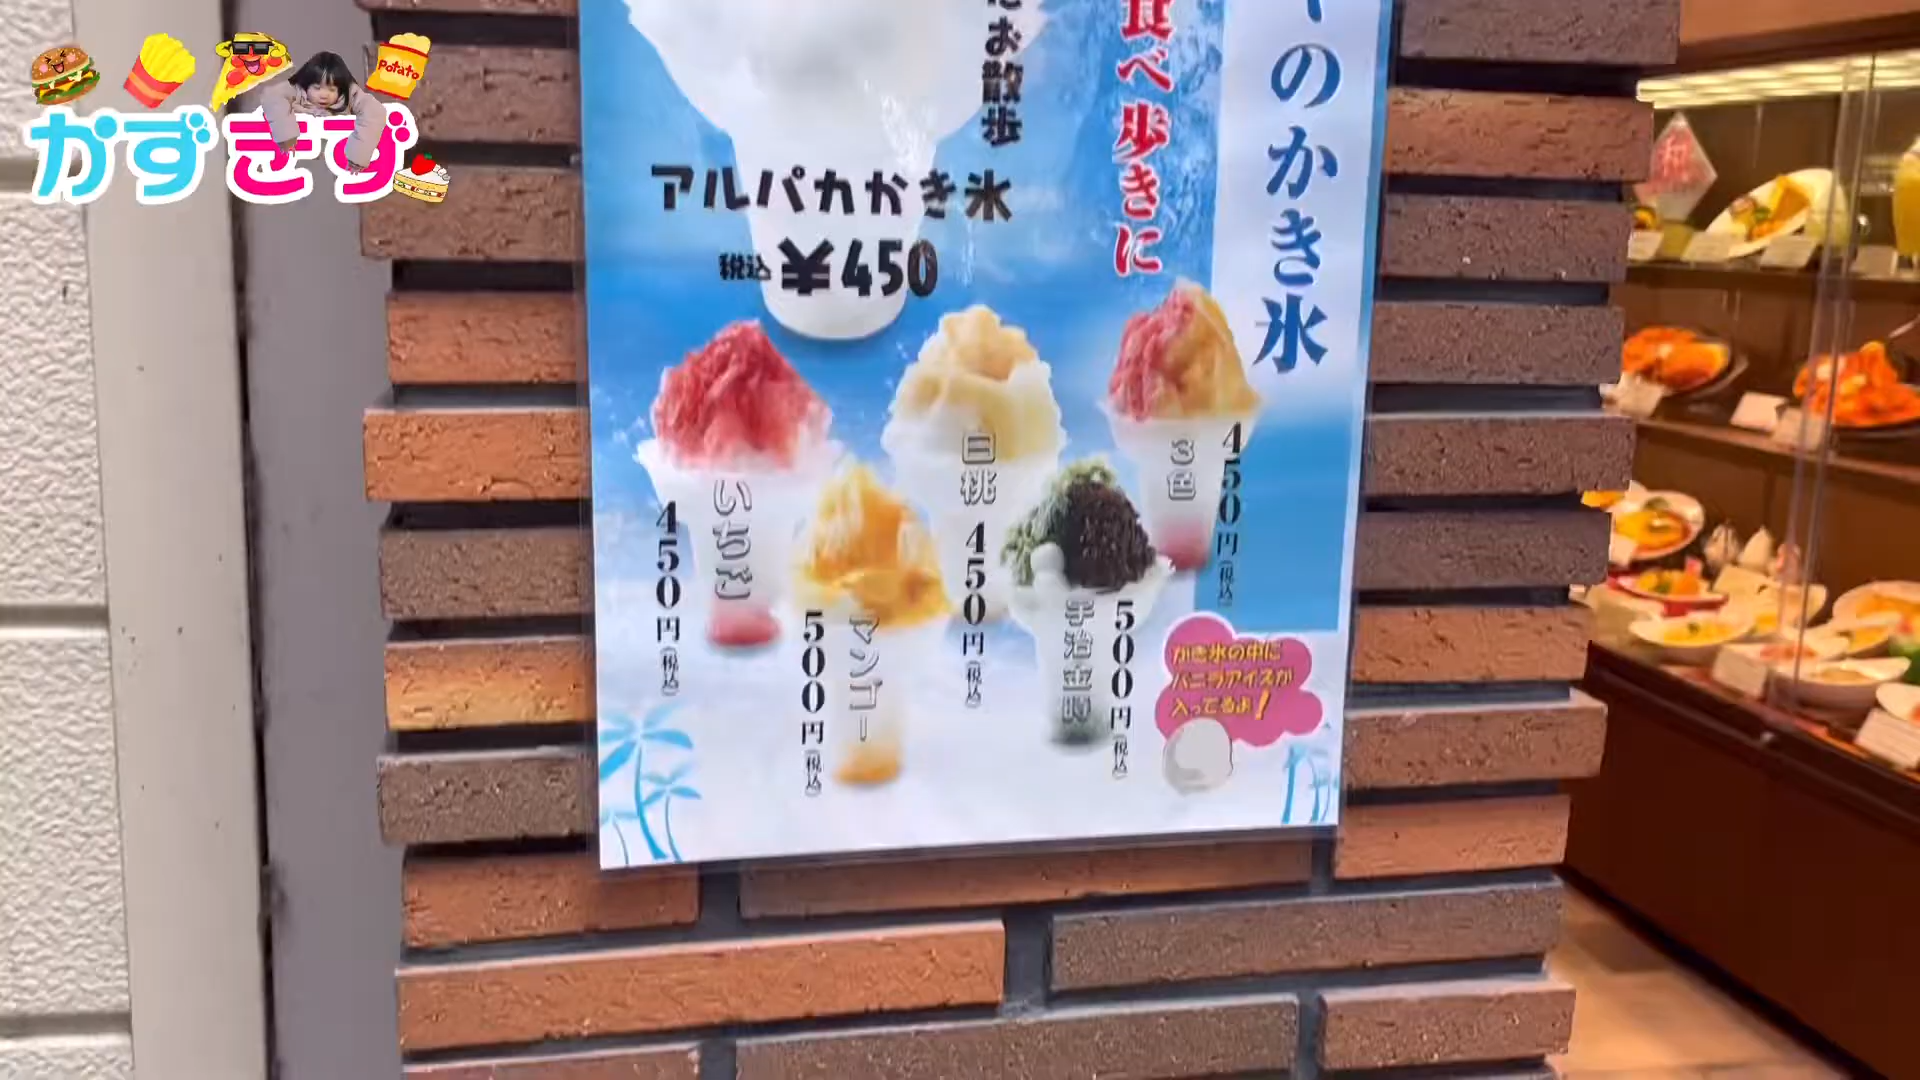 かずきず
Potato
のかき氷
食べ歩きに
にお散歩
アルパカかき氷
税込 ¥450
いちご
450円(税込)
マンゴー
500円(税込)
白桃
450円(税込)
宇治金時
500円(税込)
3色
450円(税込)
かき氷の中に
バニラアイスが
入ってるよ!
和